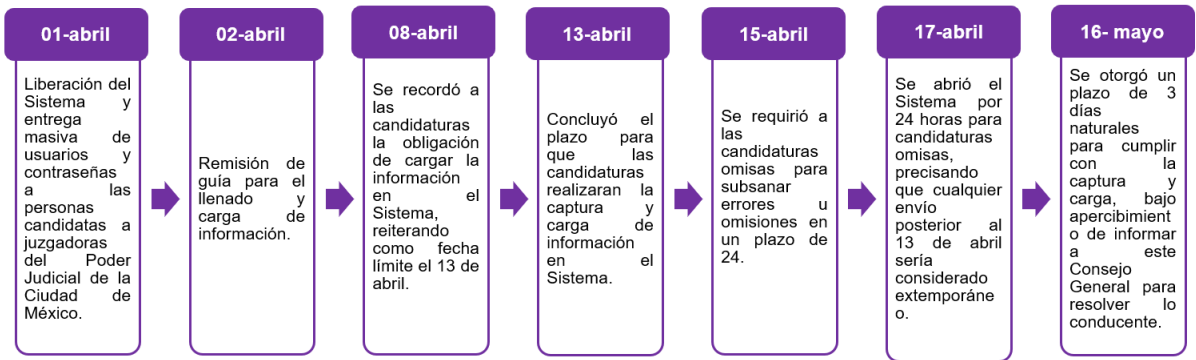 01-abril
Liberación del
Sistema y
entrega
masiva de
usuarios y
contraseñas
a las
personas
candidatas a
juzgadoras
del Poder
Judicial de la
Ciudad de
México.
02-abril
Remisión de
guía para el
llenado y
carga de
información.
08-abril
Se recordó a
las
candidaturas
la obligación
de cargar la
información
en el
Sistema,
reiterando
como fecha
límite el 13 de
abril.
13-abril
Concluyó el
plazo para
que las
candidaturas
realizaran la
captura y
carga de
información
en el
Sistema.
15-abril
Se requirió a
las
candidaturas
omisas para
subsanar
errores u
omisiones en
un plazo de
24.
17-abril
Se abrió el
Sistema por
24 horas para
candidaturas
omisas,
precisando
que cualquier
envío
posterior al
13 de abril
sería
considerado
extemporáne
o.
16- mayo
Se otorgó un
plazo de 3
días
naturales
para cumplir
con la
captura y
carga, bajo
apercibimient
o de informar
a este
Consejo
General para
resolver lo
conducente.